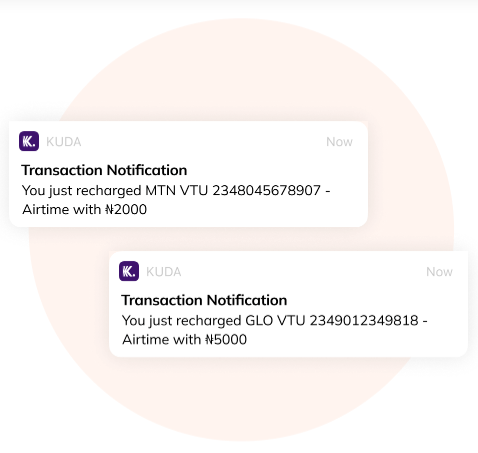 K.
KUDA
Now
Transaction Notification
You just recharged MTN VTU 2348045678907 -
Airtime with ₦2000
K.
KUDA
Now
Transaction Notification
You just recharged GLO VTU 2349012349818 -
Airtime with ₦5000